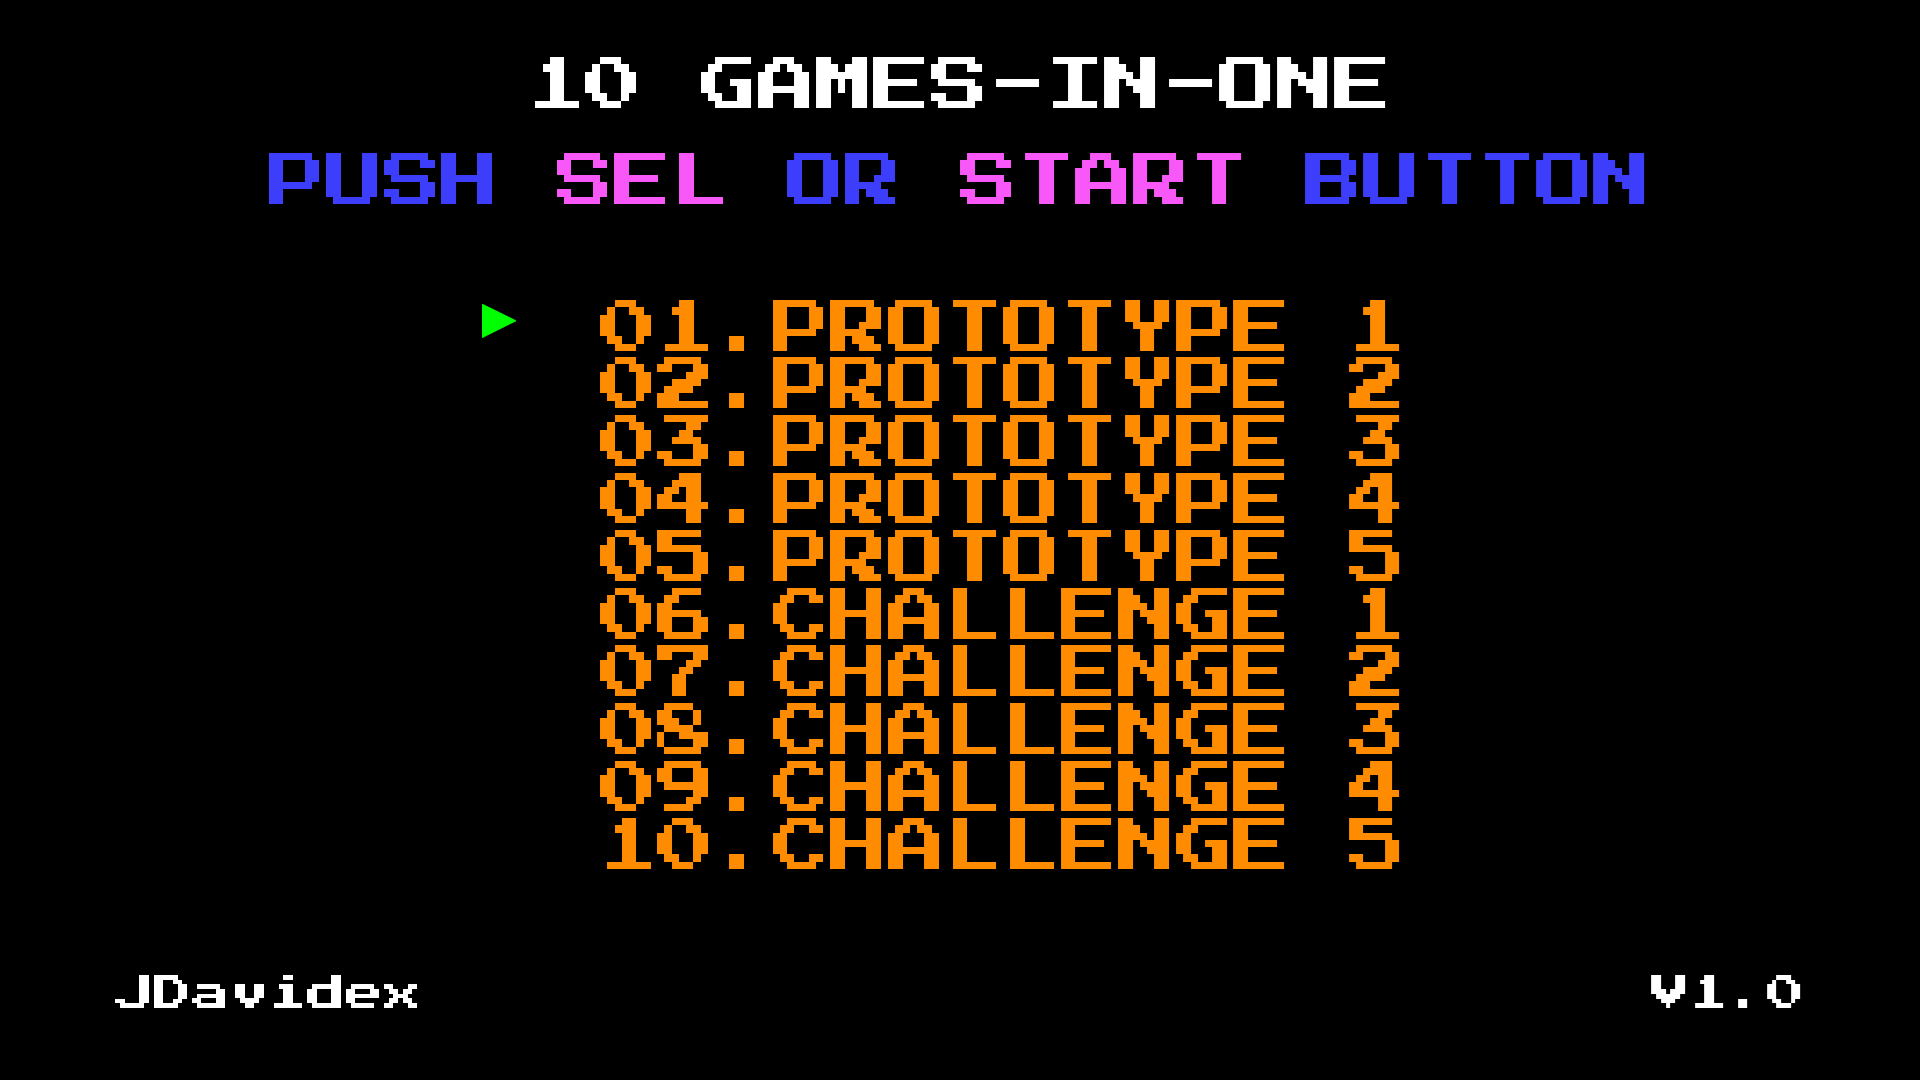 10 GAMES-IN-ONE
PUSH SEL OR START BUTTON
01.PROTOTYPE 1
02.PROTOTYPE 2
03.PROTOTYPE 3
04.PROTOTYPE 4
05.PROTOTYPE 5
06.CHALLENGE 1
07.CHALLENGE 2
08.CHALLENGE 3
09.CHALLENGE 4
10.CHALLENGE 5
JDavidex
V1.0